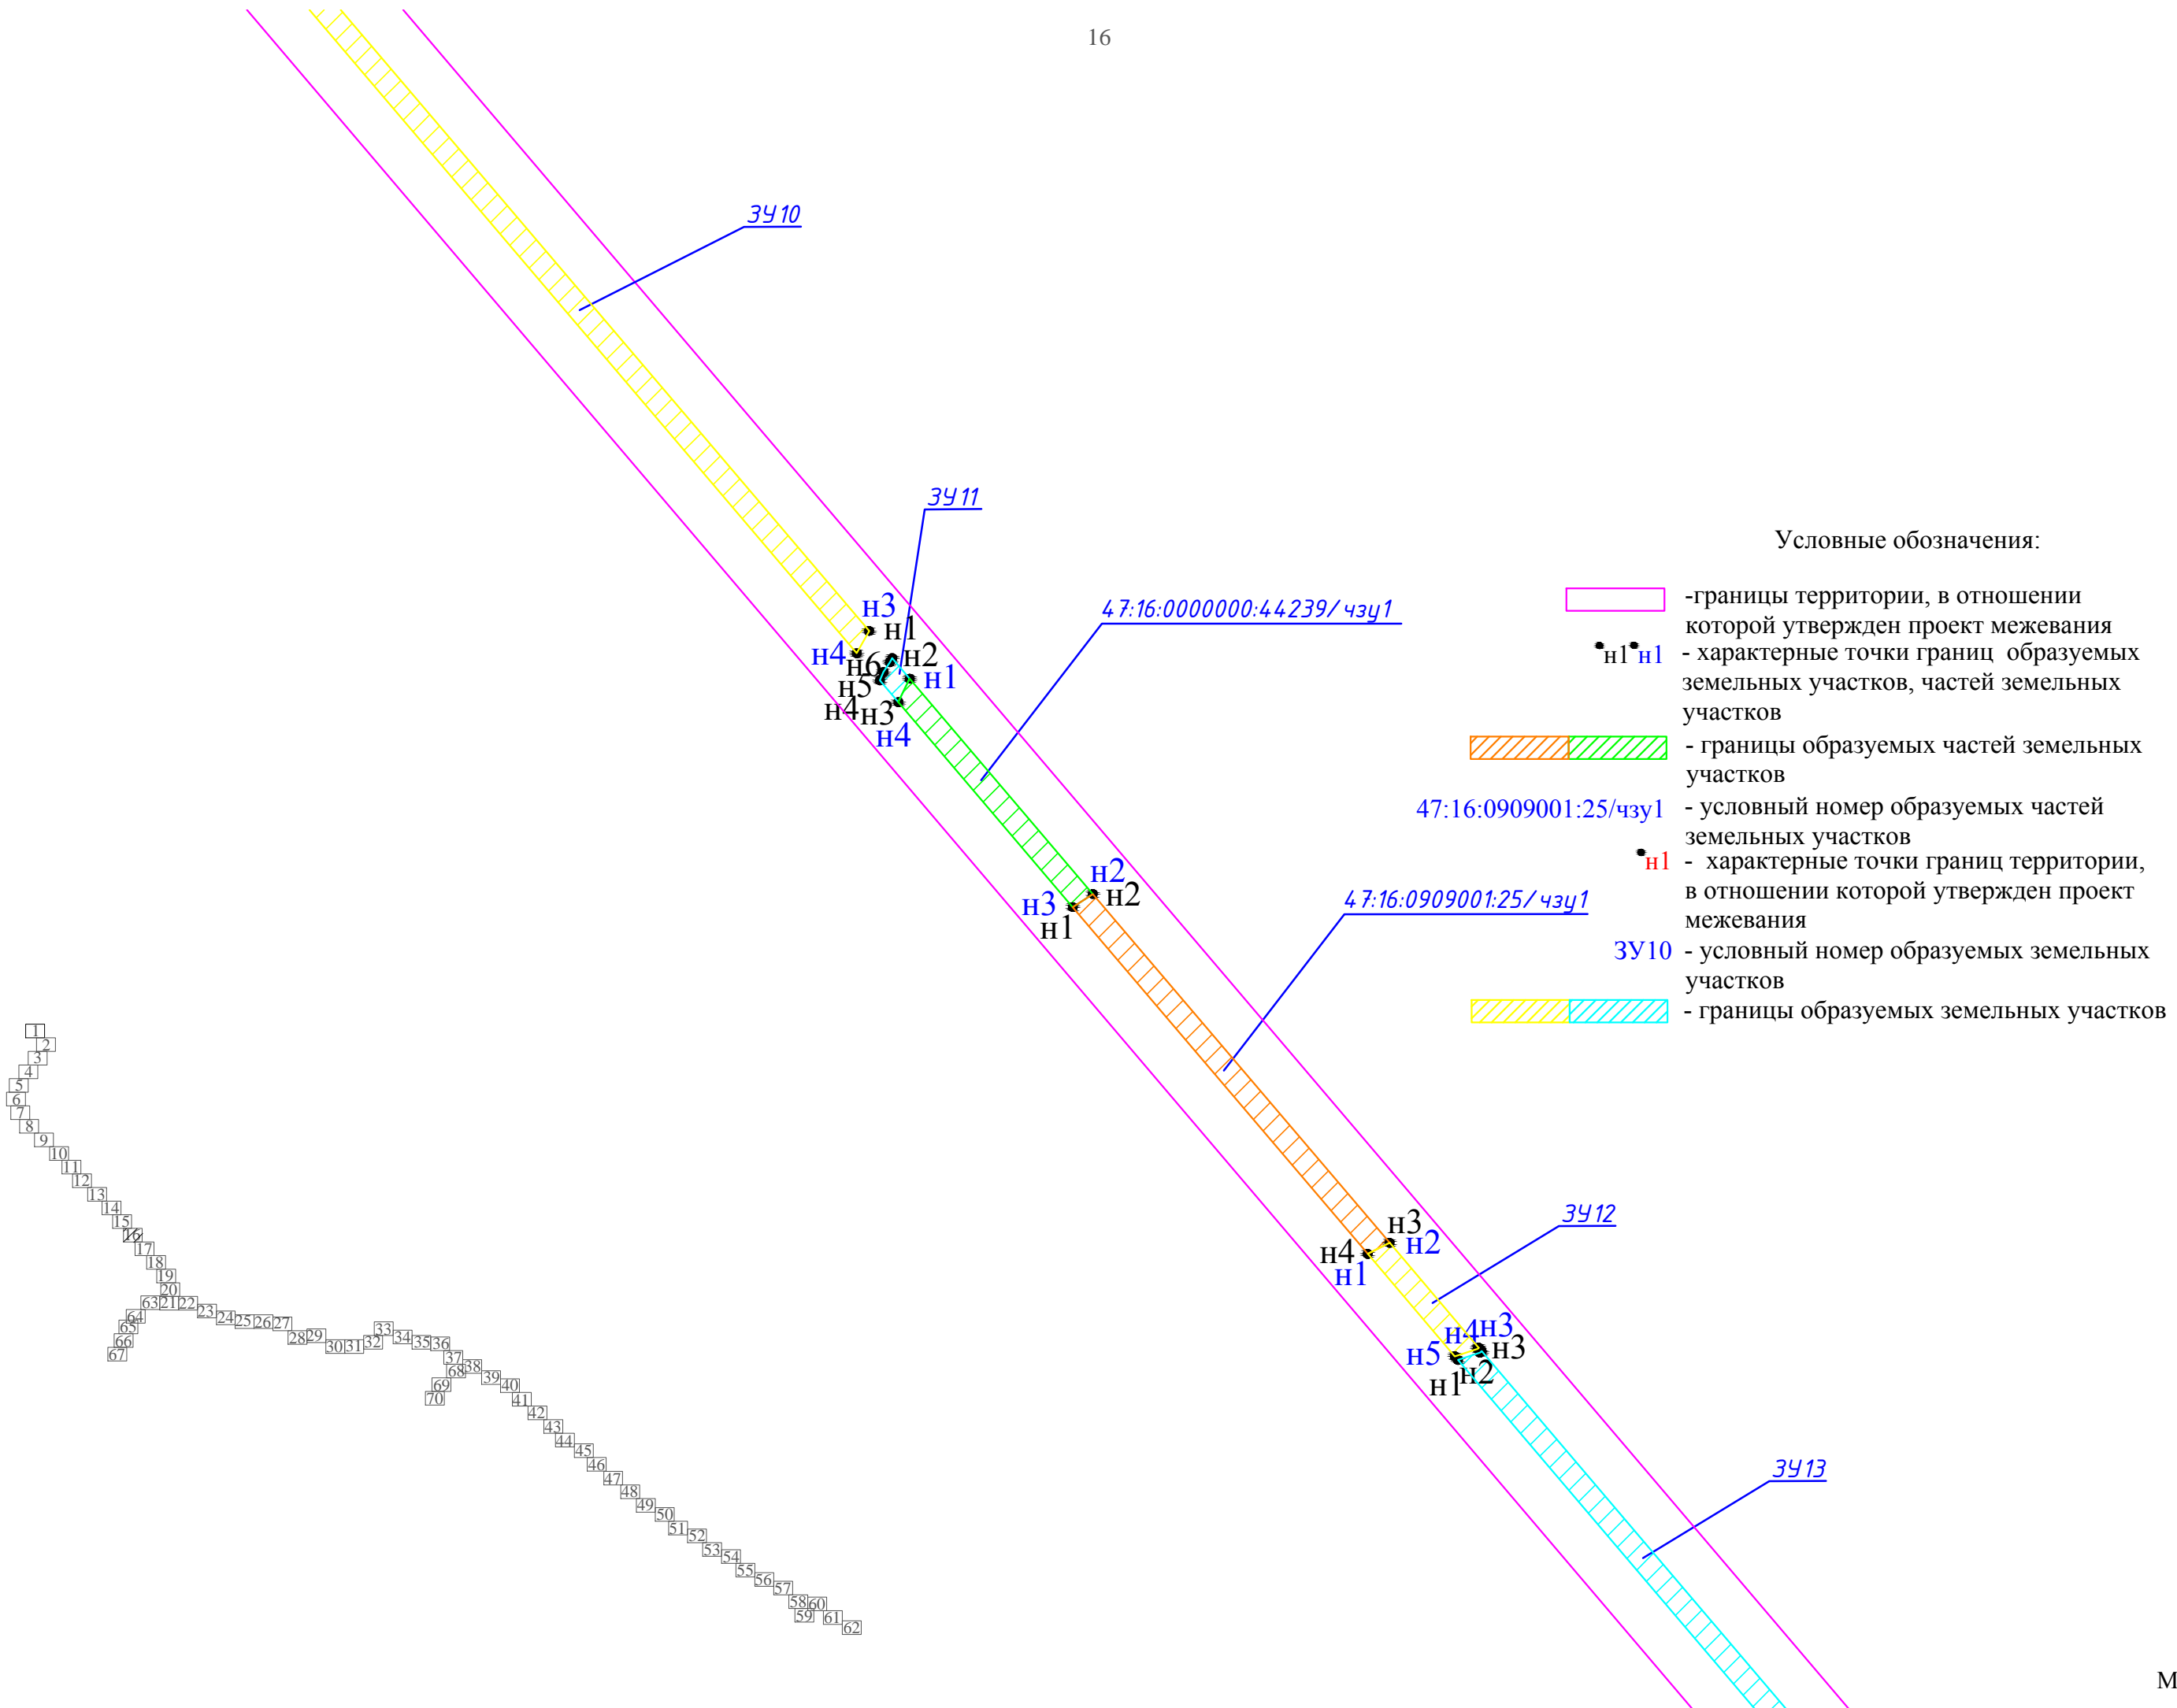 16
ЗУ10
ЗУ11
47:16:0000000:44239/чзу1
н3
н1
н4
н6
н2
н5
н1
н4
н3
н4
н2
н2
н3
н1
47:16:0909001:25/чзу1
н3
н2
н4
н1
ЗУ12
н4
н3
н3
н5
н2
н1
ЗУ13
Условные обозначения:
-границы территории, в отношении
которой утвержден проект межевания
н1 н1 - характерные точки границ образуемых
земельных участков, частей земельных
участков
- границы образуемых частей земельных
участков
47:16:0909001:25/чзу1 - условный номер образуемых частей
земельных участков
н1 - характерные точки границ территории,
в отношении которой утвержден проект
межевания
ЗУ10 - условный номер образуемых земельных
участков
- границы образуемых земельных участков
1
2
3
4
5
6
7
8
9
10
11
12
13
14
15
16
17
18
19
20
63 21 22
23
24
25
26
27
28
29
30
31
32
33
34
35
36
37
38
39
40
41
42
43
44
45
46
47
48
49
50
51
52
53
54
55
56
57
58
59
60
61
62
64
65
66
67
68
69
70
М